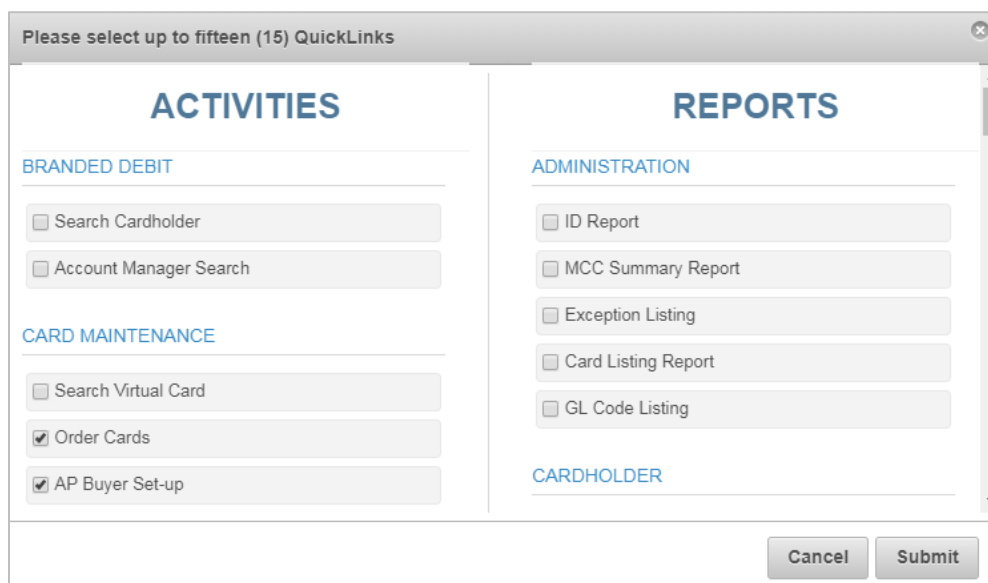 Please select up to fifteen (15) QuickLinks
ACTIVITIES
BRANDED DEBIT
Search Cardholder
Account Manager Search
CARD MAINTENANCE
Search Virtual Card
Order Cards
AP Buyer Set-up
REPORTS
ADMINISTRATION
ID Report
MCC Summary Report
Exception Listing
Card Listing Report
GL Code Listing
CARDHOLDER
Cancel
Submit